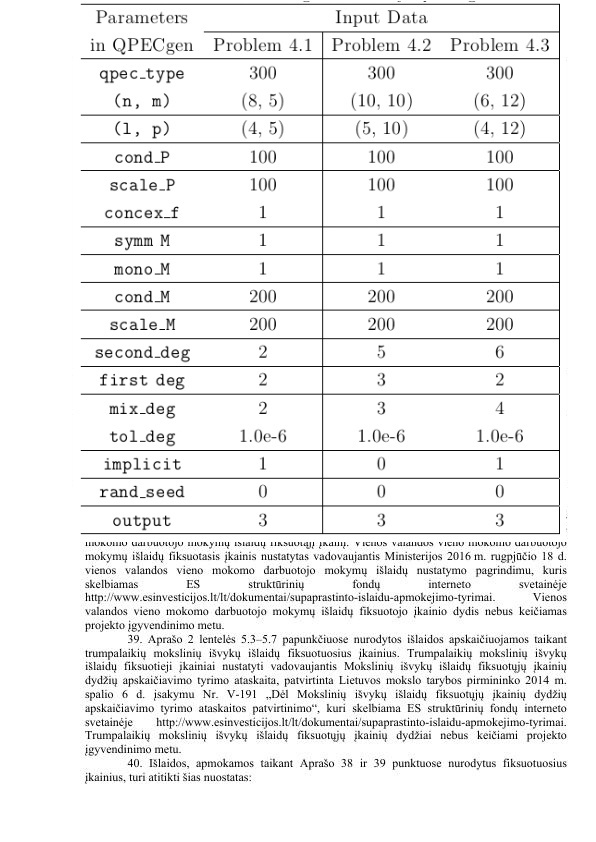 Parameters Input Data
in QPECgen Problem 4.1 Problem 4.2 Problem 4.3
qpec_type 300 300 300
(n, m) (8, 5) (10, 10) (6, 12)
(l, p) (4, 5) (5, 10) (4, 12)
cond_P 100 100 100
scale_P 100 100 100
concex_f 1 1 1
symm M 1 1 1
mono_M 1 1 1
cond_M 200 200 200
scale_M 200 200 200
second_deg 2 5 6
first deg 2 3 2
mix_deg 2 3 4
tol_deg 1.0e-6 1.0e-6 1.0e-6
implicit 1 0 1
rand_seed 0 0 0
output 3 3 3
mokomo darbuotojo mokymų išlaidų fiksuotąjį įkainį. Vienos valandos vieno mokomo darbuotojo
mokymų išlaidų fiksuotasis įkainis nustatytas vadovaujantis Ministerijos 2016 m. rugpjūčio 18 d.
vienos valandos vieno mokomo darbuotojo mokymų išlaidų nustatymo pagrindimu, kuris
skelbiamas ES struktūrinių fondų interneto svetainėje
http://www.esinvesticijos.lt/lt/dokumentai/supaprastinto-islaidu-apmokejimo-tyrimai. Vienos
valandos vieno mokomo darbuotojo mokymų išlaidų fiksuotojo įkainio dydis nebus keičiamas
projekto įgyvendinimo metu.
39. Aprašo 2 lentelės 5.3–5.7 papunkčiuose nurodytos išlaidos apskaičiuojamos taikant
trumpalaikių mokslinių išvykų išlaidų fiksuotuosius įkainius. Trumpalaikių mokslinių išvykų
išlaidų fiksuotieji įkainiai nustatyti vadovaujantis Mokslinių išvykų išlaidų fiksuotųjų įkainių
dydžių apskaičiavimo tyrimo ataskaita, patvirtinta Lietuvos mokslo tarybos pirmininko 2014 m.
spalio 6 d. įsakymu Nr. V-191 „Dėl Mokslinių išvykų išlaidų fiksuotųjų įkainių dydžių
apskaičiavimo tyrimo ataskaitos patvirtinimo“, kuri skelbiama ES struktūrinių fondų interneto
svetainėje http://www.esinvesticijos.lt/lt/dokumentai/supaprastinto-islaidu-apmokejimo-tyrimai.
Trumpalaikių mokslinių išvykų išlaidų fiksuotųjų įkainių dydžiai nebus keičiami projekto
įgyvendinimo metu.
40. Išlaidos, apmokamos taikant Aprašo 38 ir 39 punktuose nurodytus fiksuotuosius
įkainius, turi atitikti šias nuostatas: